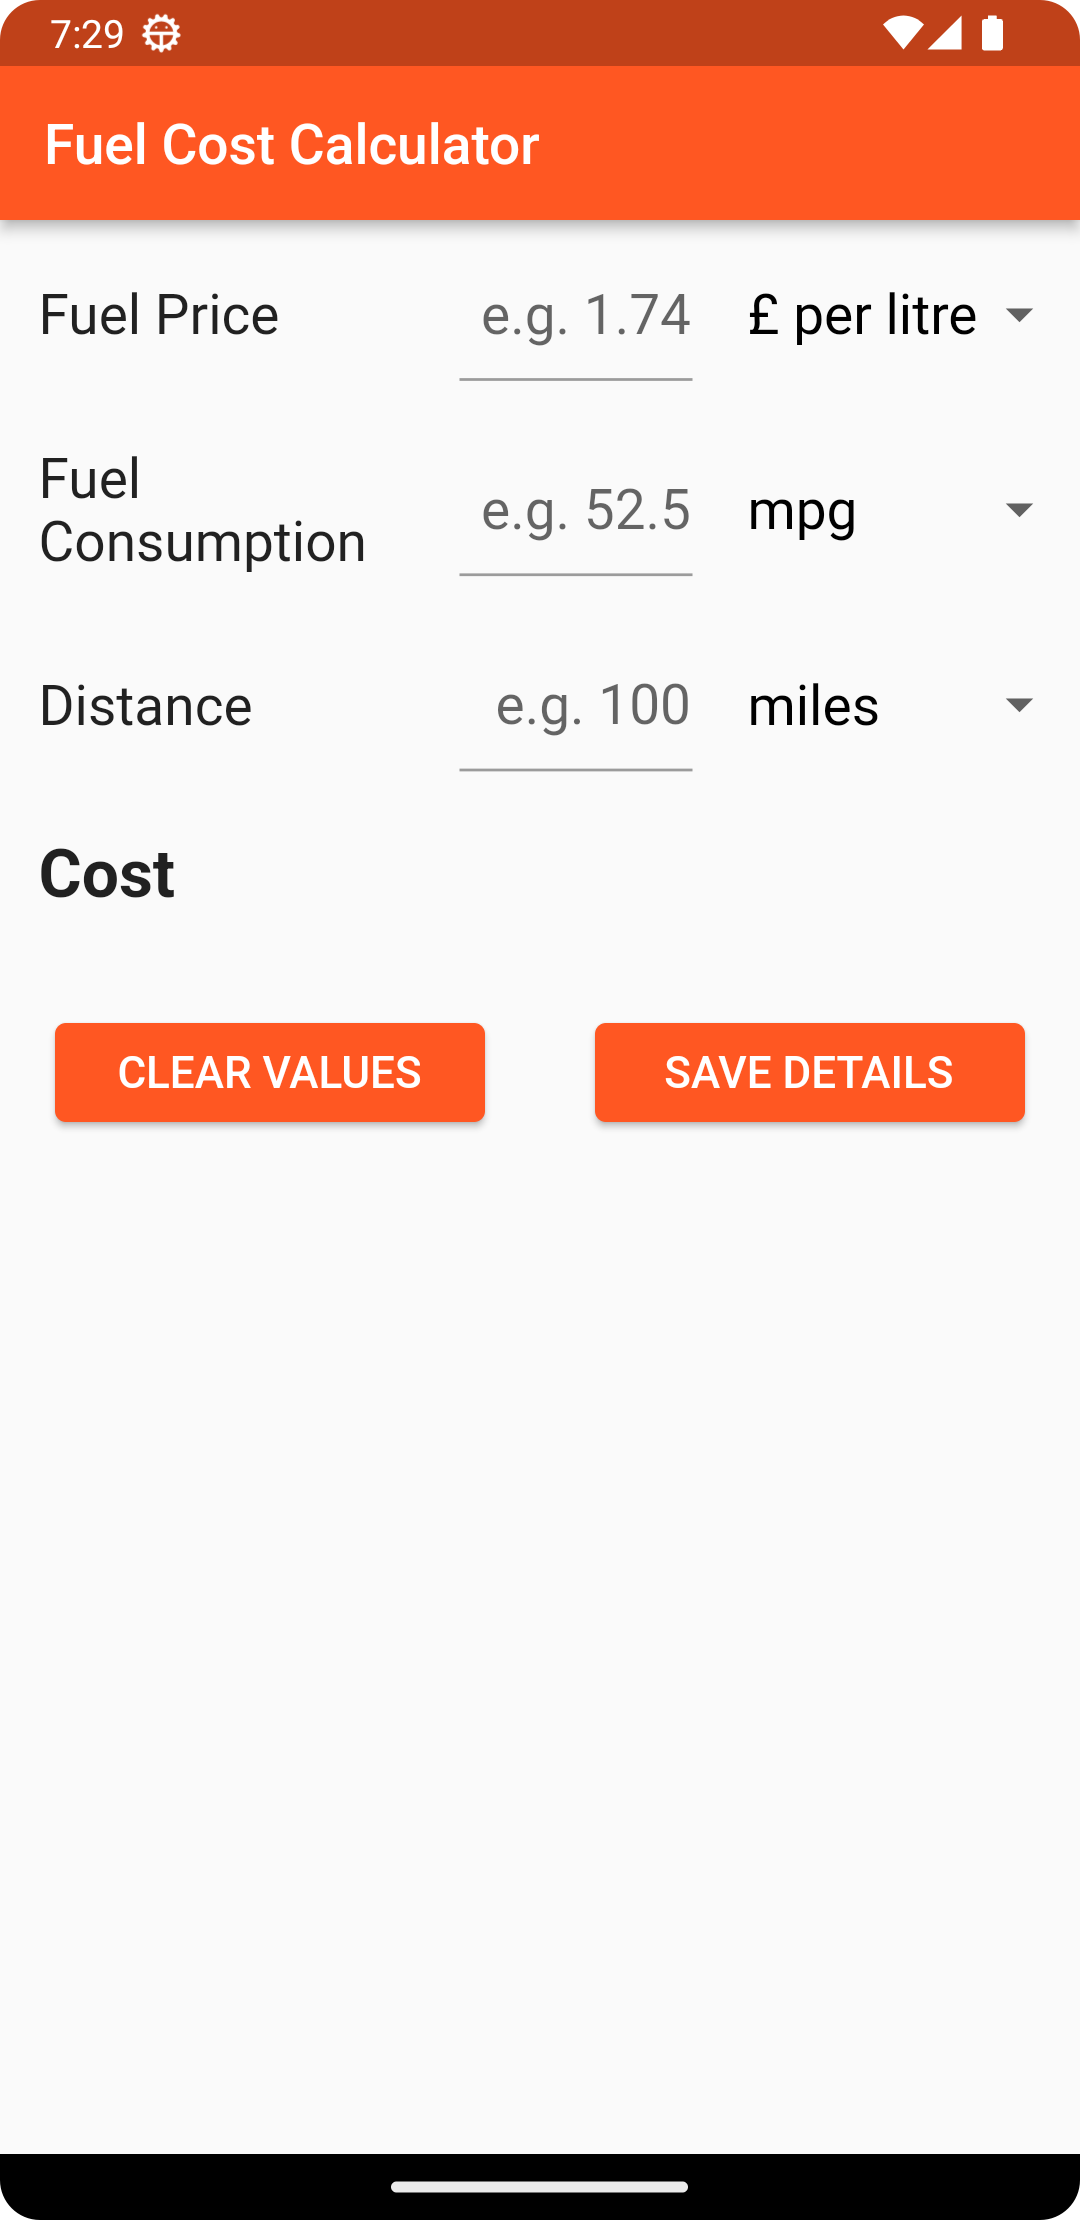 7:29
Fuel Cost Calculator
Fuel Price e.g. 1.74 £ per litre
Fuel
Consumption e.g. 52.5 mpg
Distance e.g. 100 miles
Cost
CLEAR VALUES SAVE DETAILS